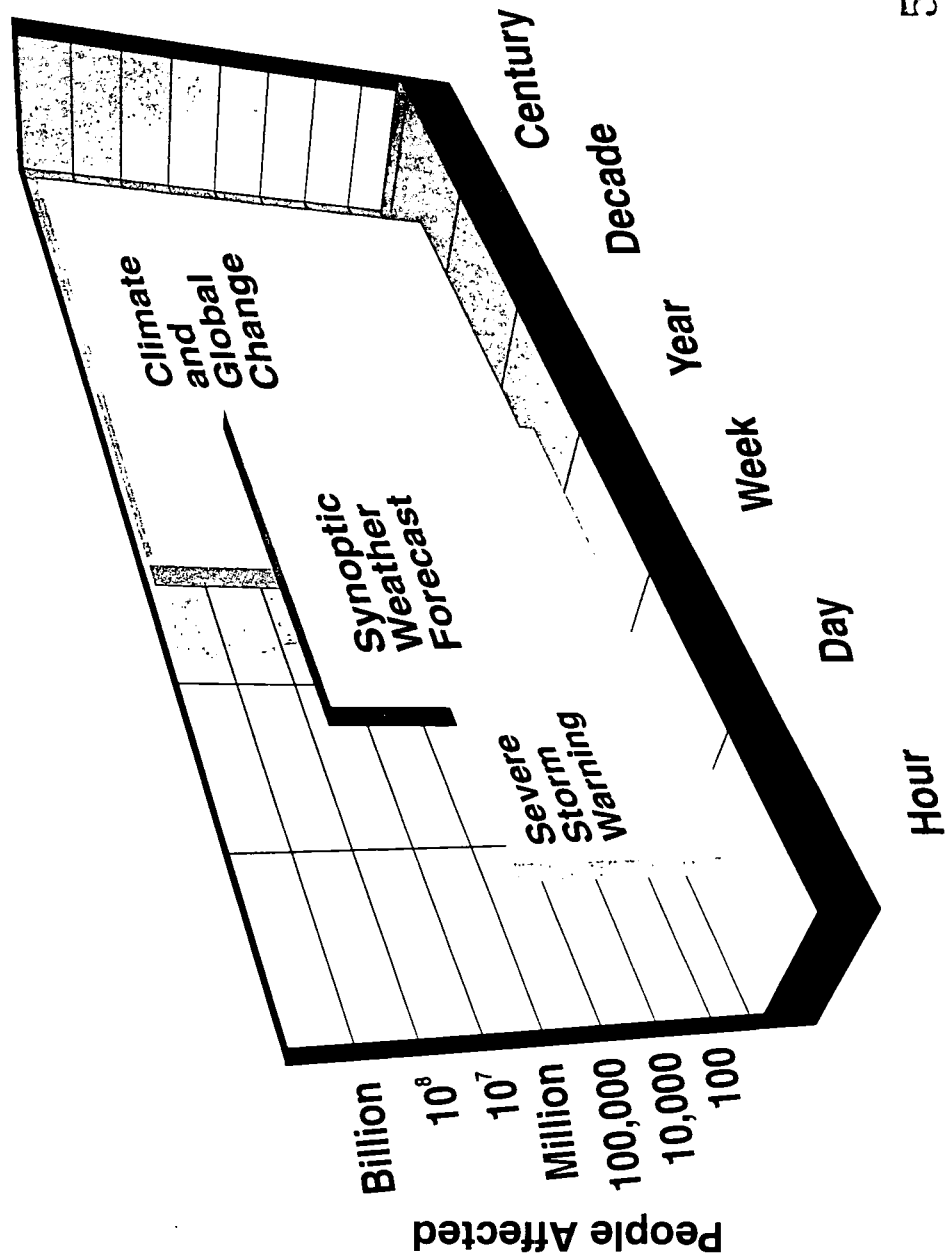 People Affected
Billion
10⁸
10⁷
Million
100,000
10,000
100
Severe
Storm
Warning
Synoptic
Weather
Forecast
Climate
and
Global
Change
Hour
Day
Week
Year
Decade
Century
5